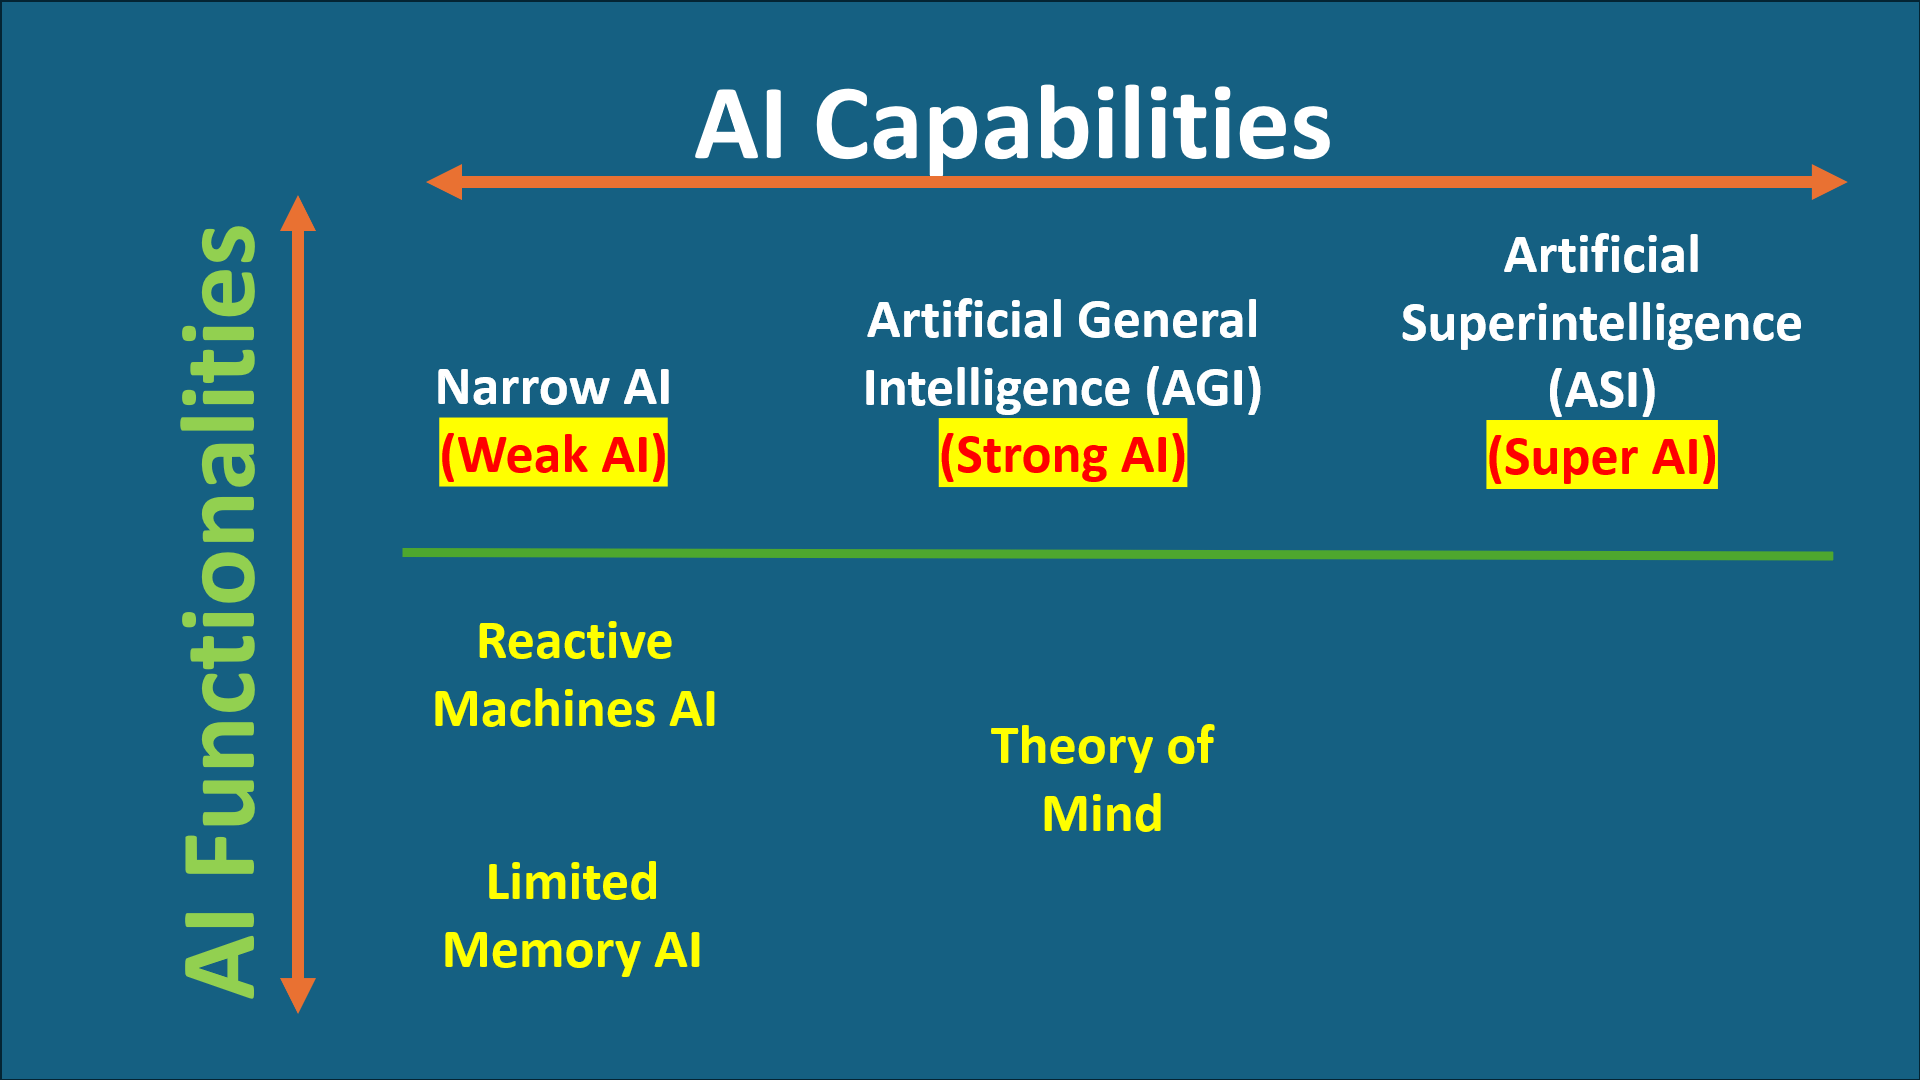 AI Capabilities
AI Functionalities
Narrow AI
(Weak AI)
Artificial General
Intelligence (AGI)
(Strong AI)
Artificial
Superintelligence
(ASI)
(Super AI)
Reactive
Machines AI
Limited
Memory AI
Theory of
Mind